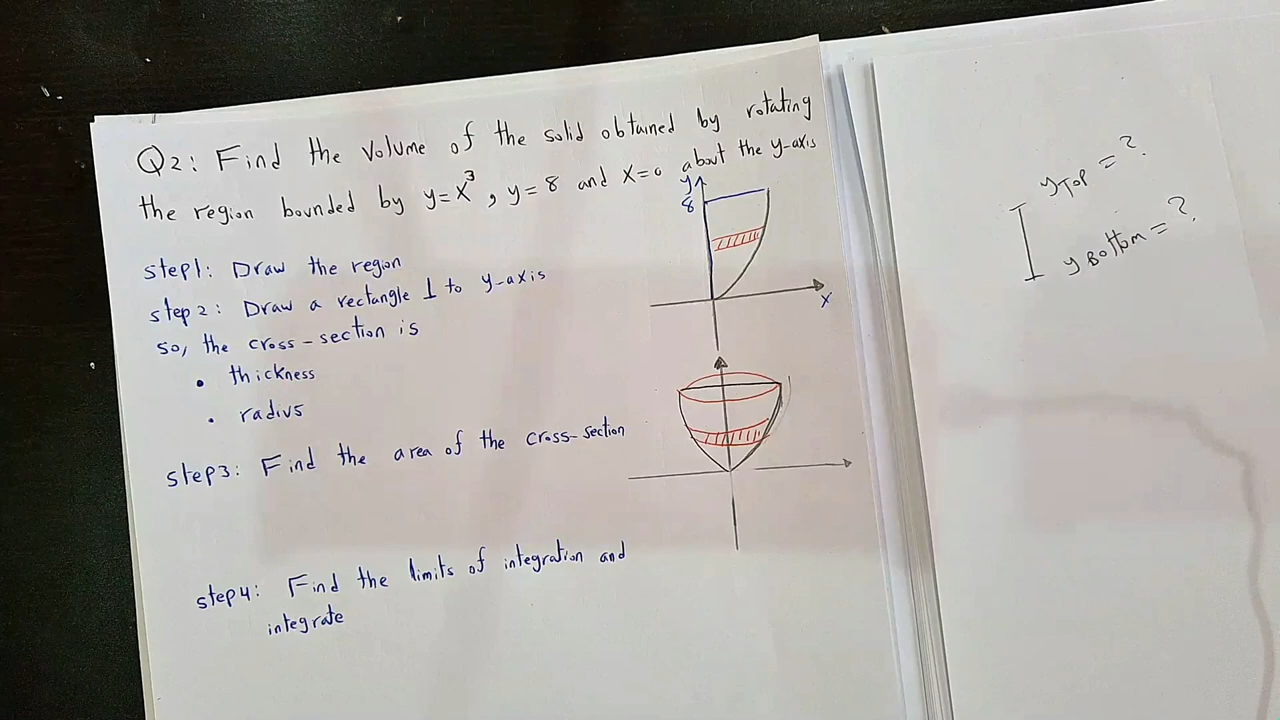 Q2: Find the Volume of the solid obtained by rotating
the region bounded by y=x³, y=8 and x=0 about the y-axis
step1: Draw the region
step2: Draw a rectangle ⊥ to y-axis
so, the cross-section is
• thickness
• radius
step3: Find the area of the cross-section
step4: Find the limits of integration and
integrate
y
8
x
y Top = ?
y Bottom = ?